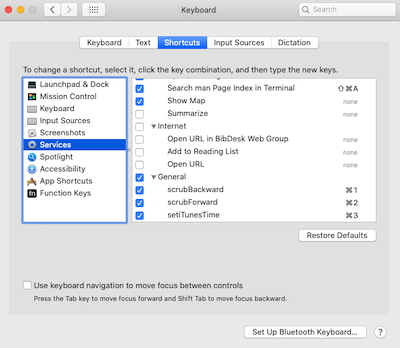 Keyboard
Search
Keyboard Text Shortcuts Input Sources Dictation
To change a shortcut, select it, click the key combination, and then type the new keys.
Launchpad & Dock
Mission Control
Keyboard
Input Sources
Screenshots
Services
Spotlight
Accessibility
App Shortcuts
fn Function Keys
Search man Page Index in Terminal ⇧⌘A
Show Map none
Summarize none
Internet
Open URL in BibDesk Web Group none
Add to Reading List none
Open URL none
General
scrubBackward ⌘1
scrubForward ⌘2
setiTunesTime ⌘3
Restore Defaults
Use keyboard navigation to move focus between controls
Press the Tab key to move focus forward and Shift Tab to move focus backward.
Set Up Bluetooth Keyboard... ?